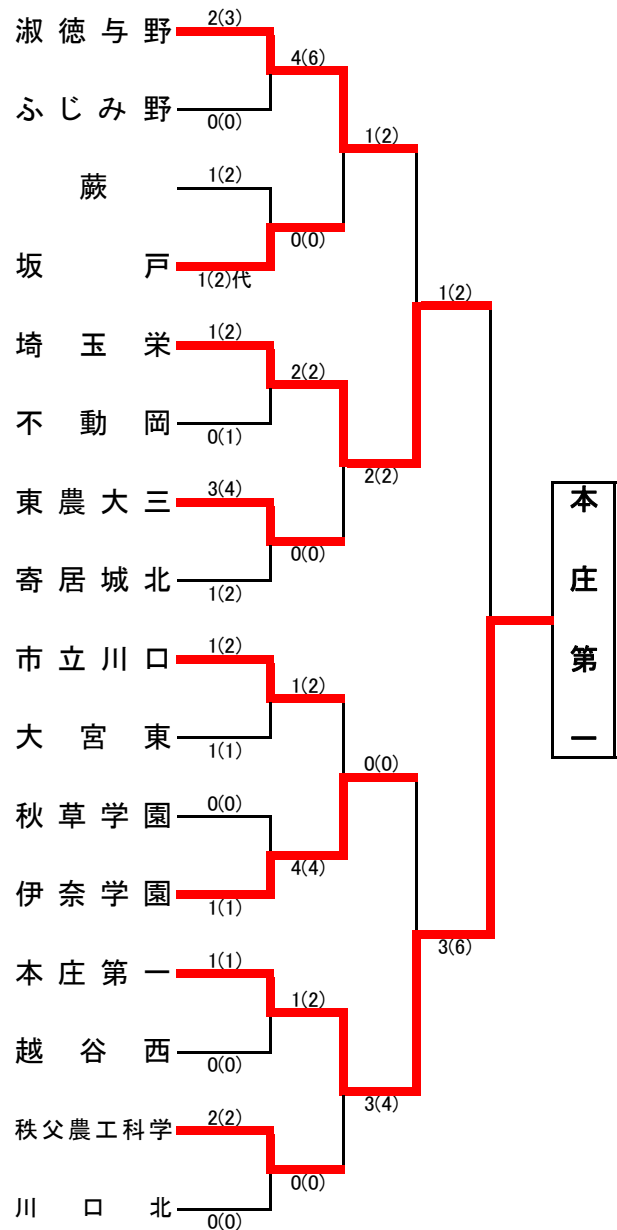 淑徳与野
2(3)
4(6)
ふじみ野
0(0)
1(2)
蕨
1(2)
0(0)
坂戸
1(2)代
1(2)
埼玉栄
1(2)
2(2)
不動岡
0(1)
2(2)
東農大三
3(4)
0(0)
寄居城北
1(2)
本庄第一
市立川口
1(2)
1(2)
大宮東
1(1)
0(0)
秋草学園
0(0)
4(4)
伊奈学園
1(1)
3(6)
本庄第一
1(1)
1(2)
越谷西
0(0)
3(4)
秩父農工科学
2(2)
0(0)
川口北
0(0)